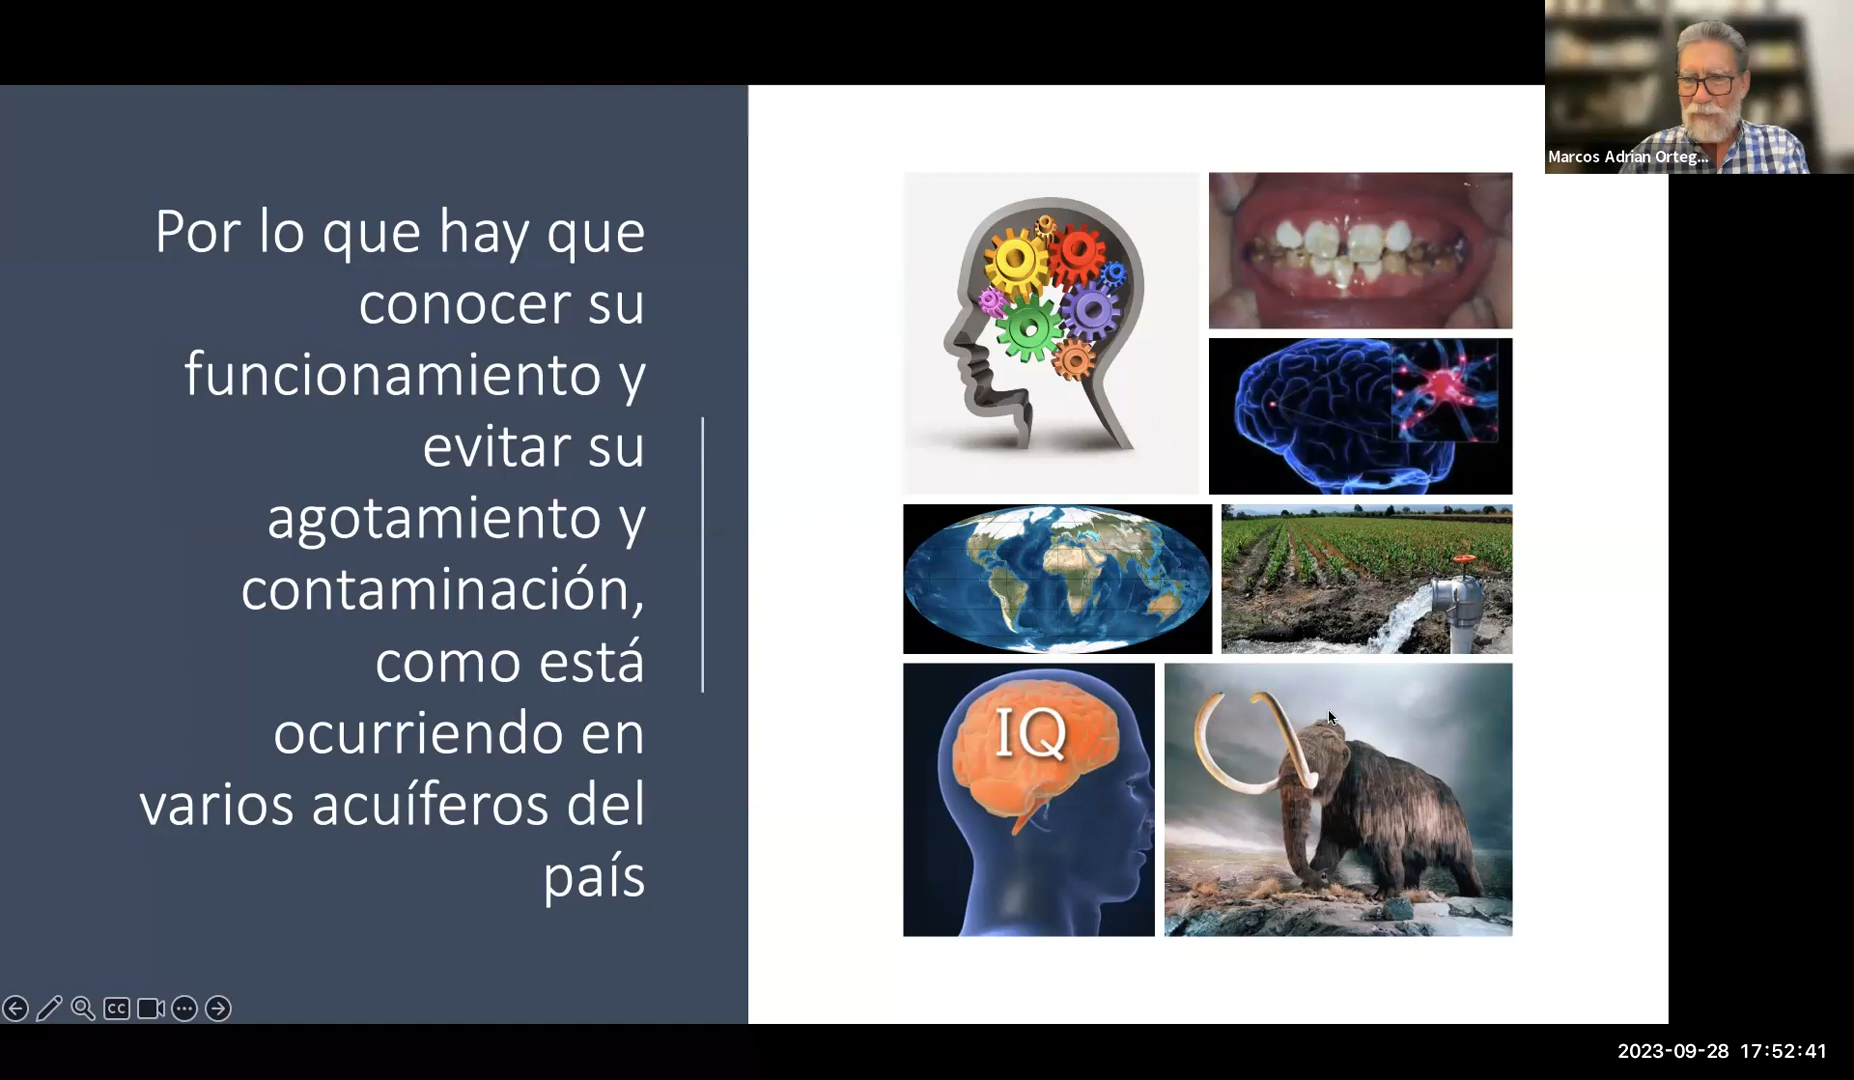 Por lo que hay que
conocer su
funcionamiento y
evitar su
agotamiento y
contaminación,
como está
ocurriendo en
varios acuíferos del
país
IQ
Marcos Adrian Orteg...
CC
2023-09-28 17:52:41